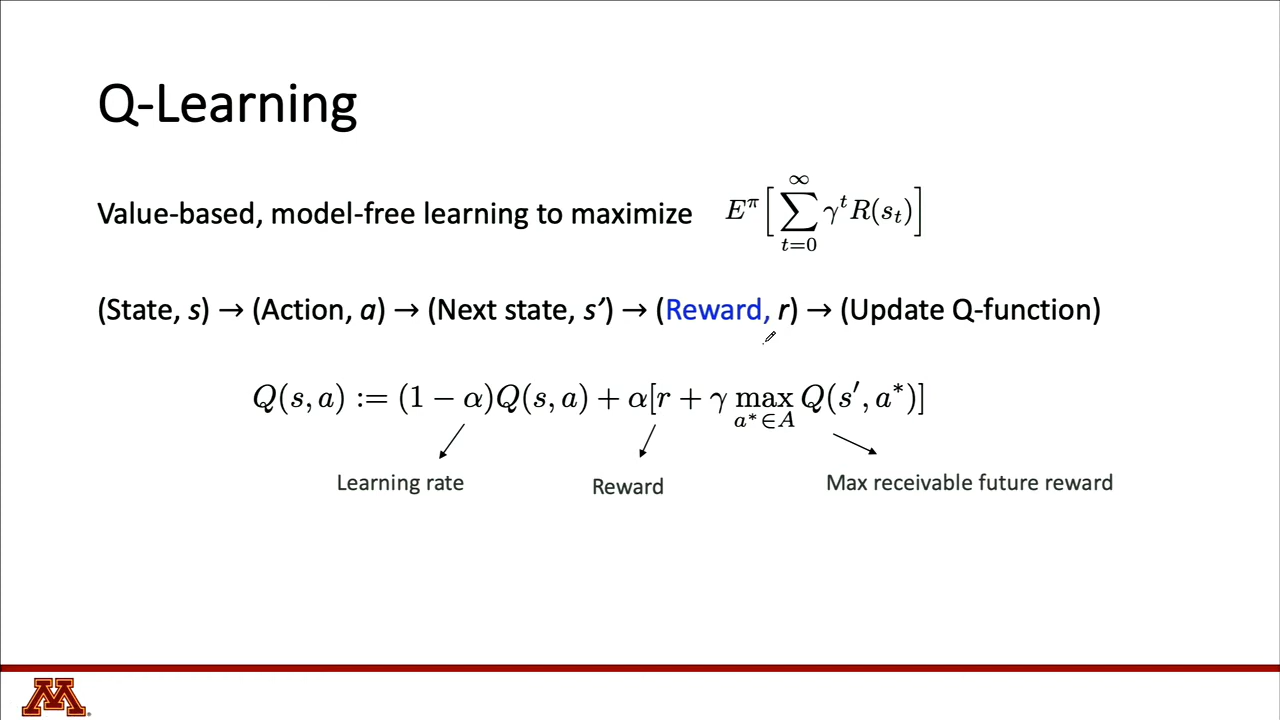 Q-Learning
Value-based, model-free learning to maximize E^π[∑_{t=0}^{∞} γ^t R(s_t)]
(State, s) → (Action, a) → (Next state, s′) → (Reward, r) → (Update Q-function)
Q(s, a) := (1 − α)Q(s, a) + α[r + γ max_{a*∈A} Q(s′, a*)]
Learning rate
Reward
Max receivable future reward
M